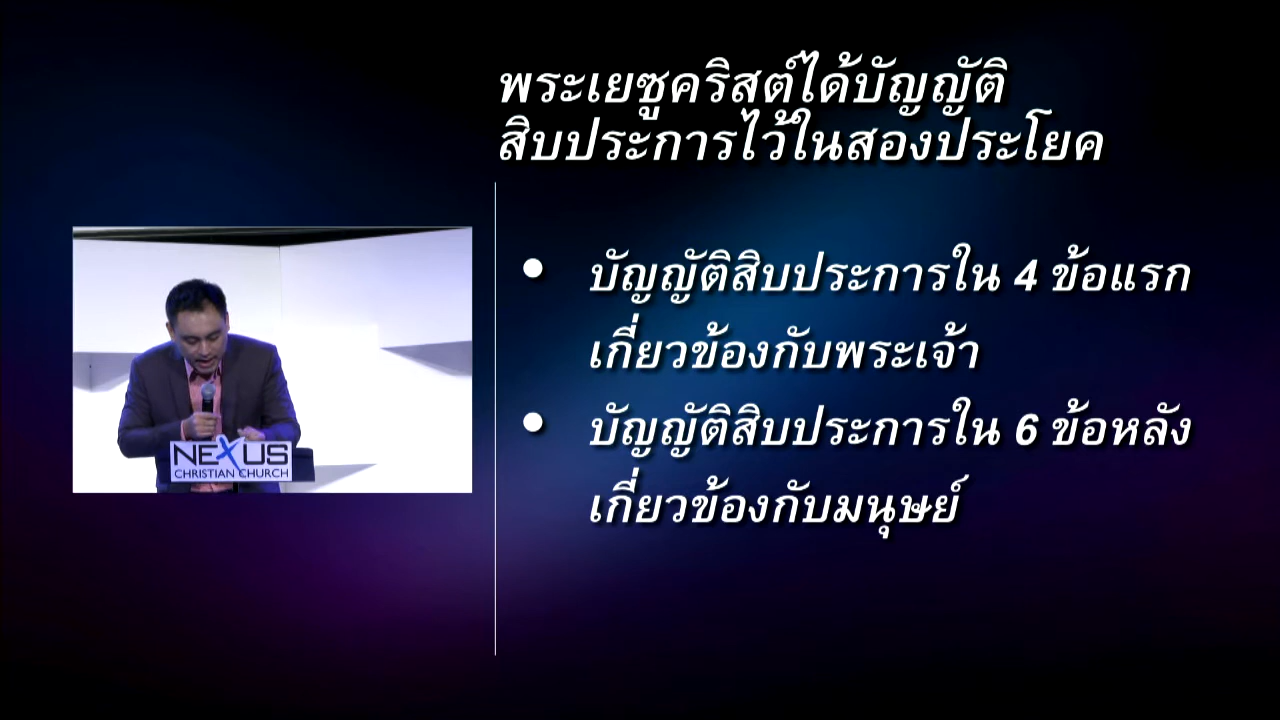 พระเยซูคริสต์ได้บัญญัติ
สิบประการไว้ในสองประโยค
• บัญญัติสิบประการใน 4 ข้อแรก
เกี่ยวข้องกับพระเจ้า
• บัญญัติสิบประการใน 6 ข้อหลัง
เกี่ยวข้องกับมนุษย์
NEXUS
CHRISTIAN CHURCH